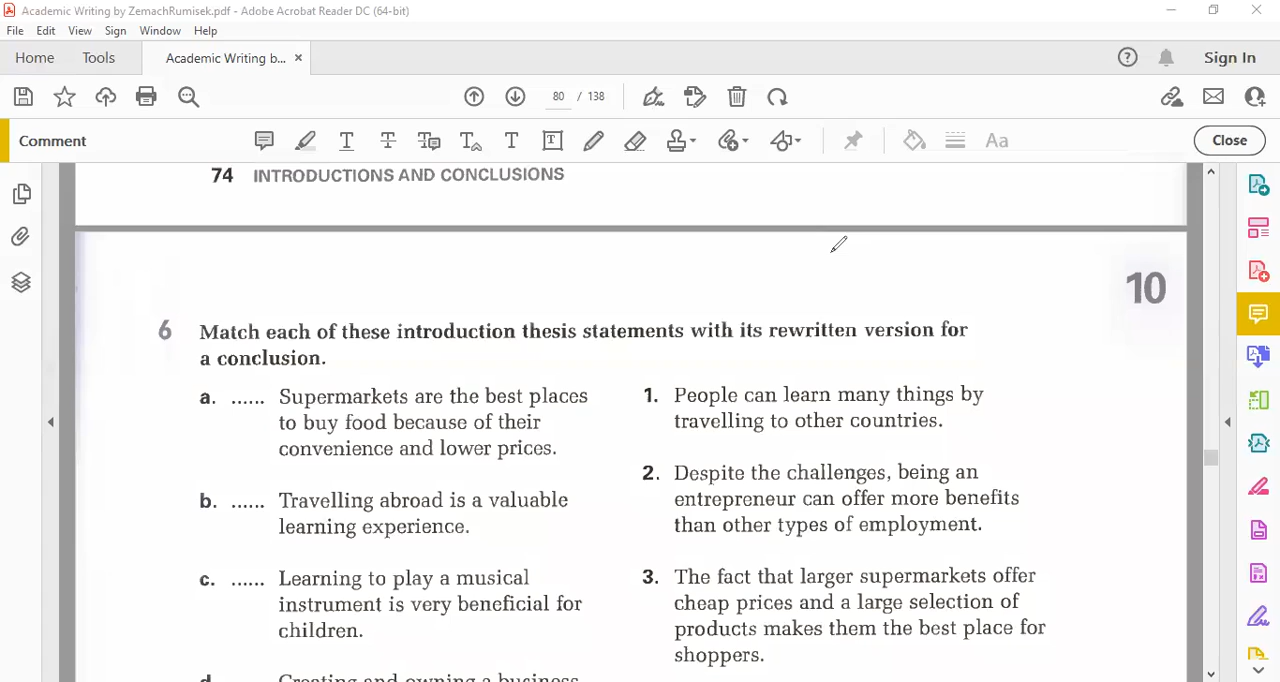 Academic Writing by ZemachRumisek.pdf - Adobe Acrobat Reader DC (64-bit)
File Edit View Sign Window Help
Home Tools Academic Writing b... × Sign In
80 / 138
Comment Close
74 INTRODUCTIONS AND CONCLUSIONS
10
6 Match each of these introduction thesis statements with its rewritten version for
a conclusion.
a. ...... Supermarkets are the best places
to buy food because of their
convenience and lower prices.
b. ...... Travelling abroad is a valuable
learning experience.
c. ...... Learning to play a musical
instrument is very beneficial for
children.
d. Creating and owning a business
1. People can learn many things by
travelling to other countries.
2. Despite the challenges, being an
entrepreneur can offer more benefits
than other types of employment.
3. The fact that larger supermarkets offer
cheap prices and a large selection of
products makes them the best place for
shoppers.